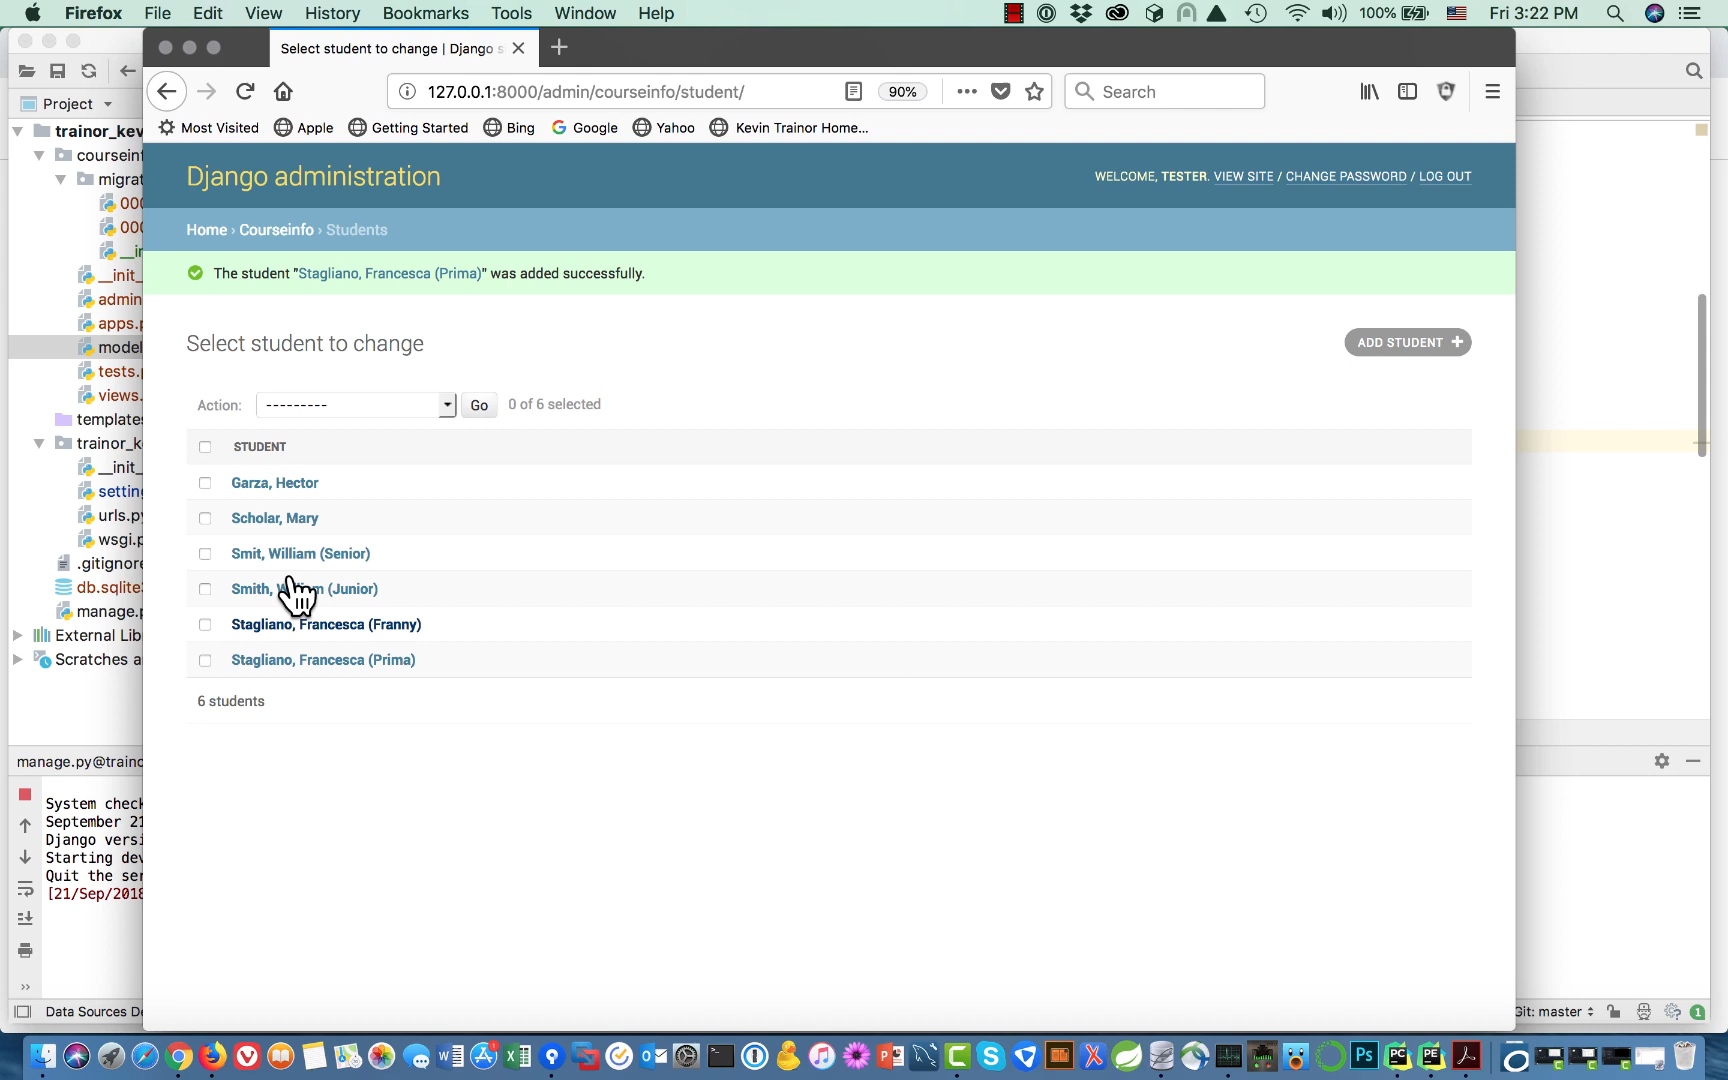 Firefox File Edit View History Bookmarks Tools Window Help 100% Fri 3:22 PM
Select student to change | Django s
127.0.0.1:8000/admin/courseinfo/student/ 90% Search
Project
Most Visited Apple Getting Started Bing Google Yahoo Kevin Trainor Home...
trainor_kev
courseinf
migrat
000
000
__in
__init_
admin
apps.p
model
tests.p
views.
templates
trainor_k
__init_
setting
urls.py
wsgi.p
.gitignore
db.sqlite3
manage.p
External Lib
Scratches a
Django administration
WELCOME, TESTER. VIEW SITE / CHANGE PASSWORD / LOG OUT
Home › Courseinfo › Students
The student "Stagliano, Francesca (Prima)" was added successfully.
Select student to change
ADD STUDENT +
Action: --------- Go 0 of 6 selected
STUDENT
Garza, Hector
Scholar, Mary
Smit, William (Senior)
Smith, William (Junior)
Stagliano, Francesca (Franny)
Stagliano, Francesca (Prima)
6 students
manage.py@traino
System check
September 21
Django versi
Starting dev
Quit the ser
[21/Sep/2018
Data Sources De
Git: master
1